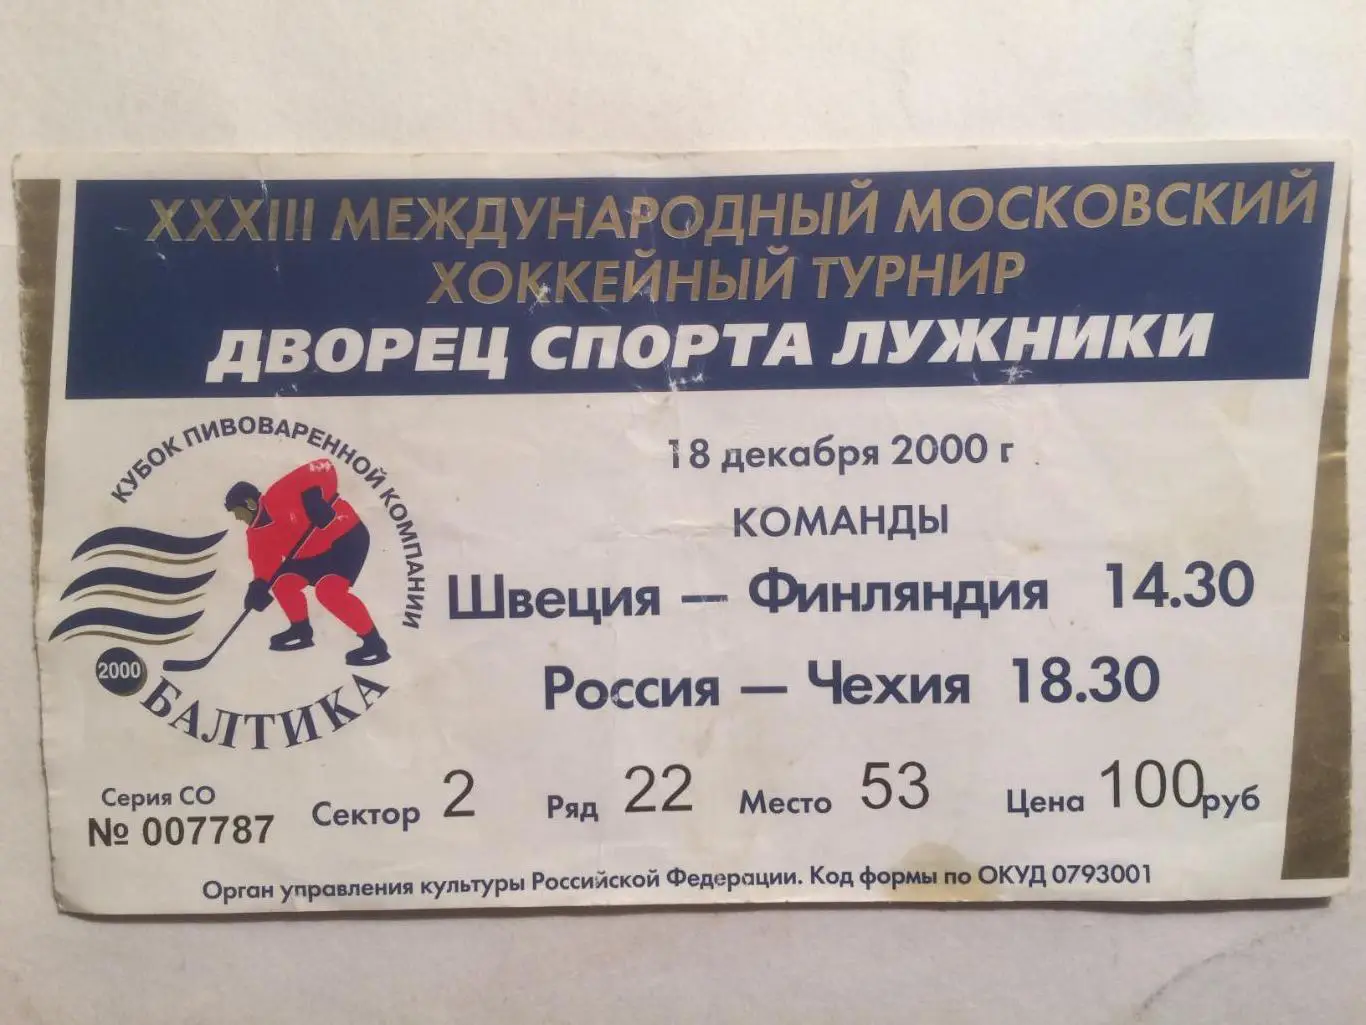 XXXIII МЕЖДУНАРОДНЫЙ МОСКОВСКИЙ
ХОККЕЙНЫЙ ТУРНИР
ДВОРЕЦ СПОРТА ЛУЖНИКИ
КУБОК ПИВОВАРЕННОЙ КОМПАНИИ
2000
БАЛТИКА
18 декабря 2000 г
КОМАНДЫ
Швеция – Финляндия 14.30
Россия – Чехия 18.30
Серия СО
№ 007787
Сектор 2 Ряд 22 Место 53 Цена 100 руб
Орган управления культуры Российской Федерации. Код формы по ОКУД 0793001